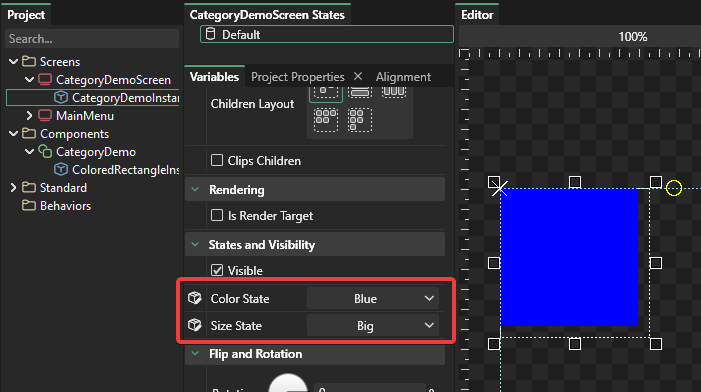 Project
Search...
Screens
CategoryDemoScreen
CategoryDemoInstan
MainMenu
Components
CategoryDemo
ColoredRectangleIns
Standard
Behaviors
CategoryDemoScreen States
Default
Variables
Project Properties
Alignment
Children Layout
Clips Children
Rendering
Is Render Target
States and Visibility
Visible
Color State
Blue
Size State
Big
Flip and Rotation
Editor
100%